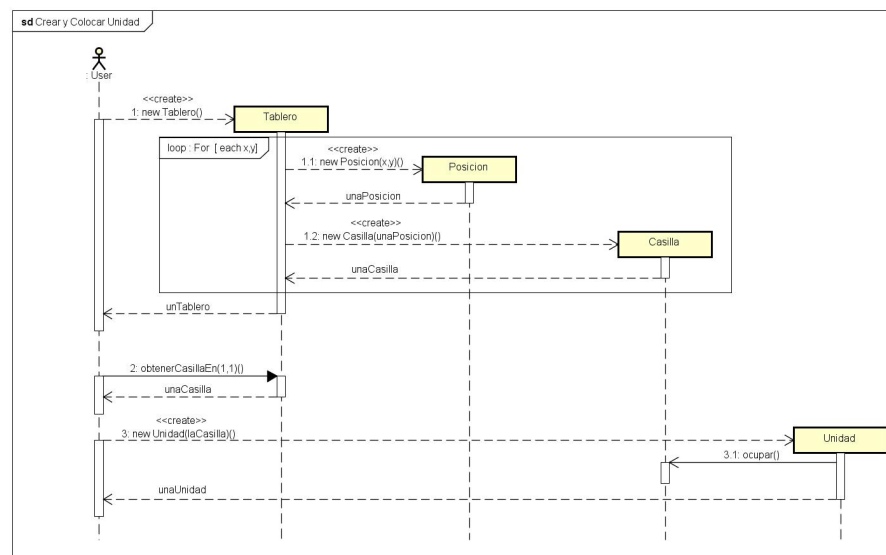 sd Crear y Colocar Unidad
: User
<<create>>
1: new Tablero()
Tablero
loop : For [each x,y]
<<create>>
1.1: new Posicion(x,y)()
Posicion
unaPosicion
<<create>>
1.2: new Casilla(unaPosicion)()
Casilla
unaCasilla
unTablero
2: obtenerCasillaEn(1,1)()
unaCasilla
<<create>>
3: new Unidad(laCasilla)()
Unidad
3.1: ocupar()
unaUnidad